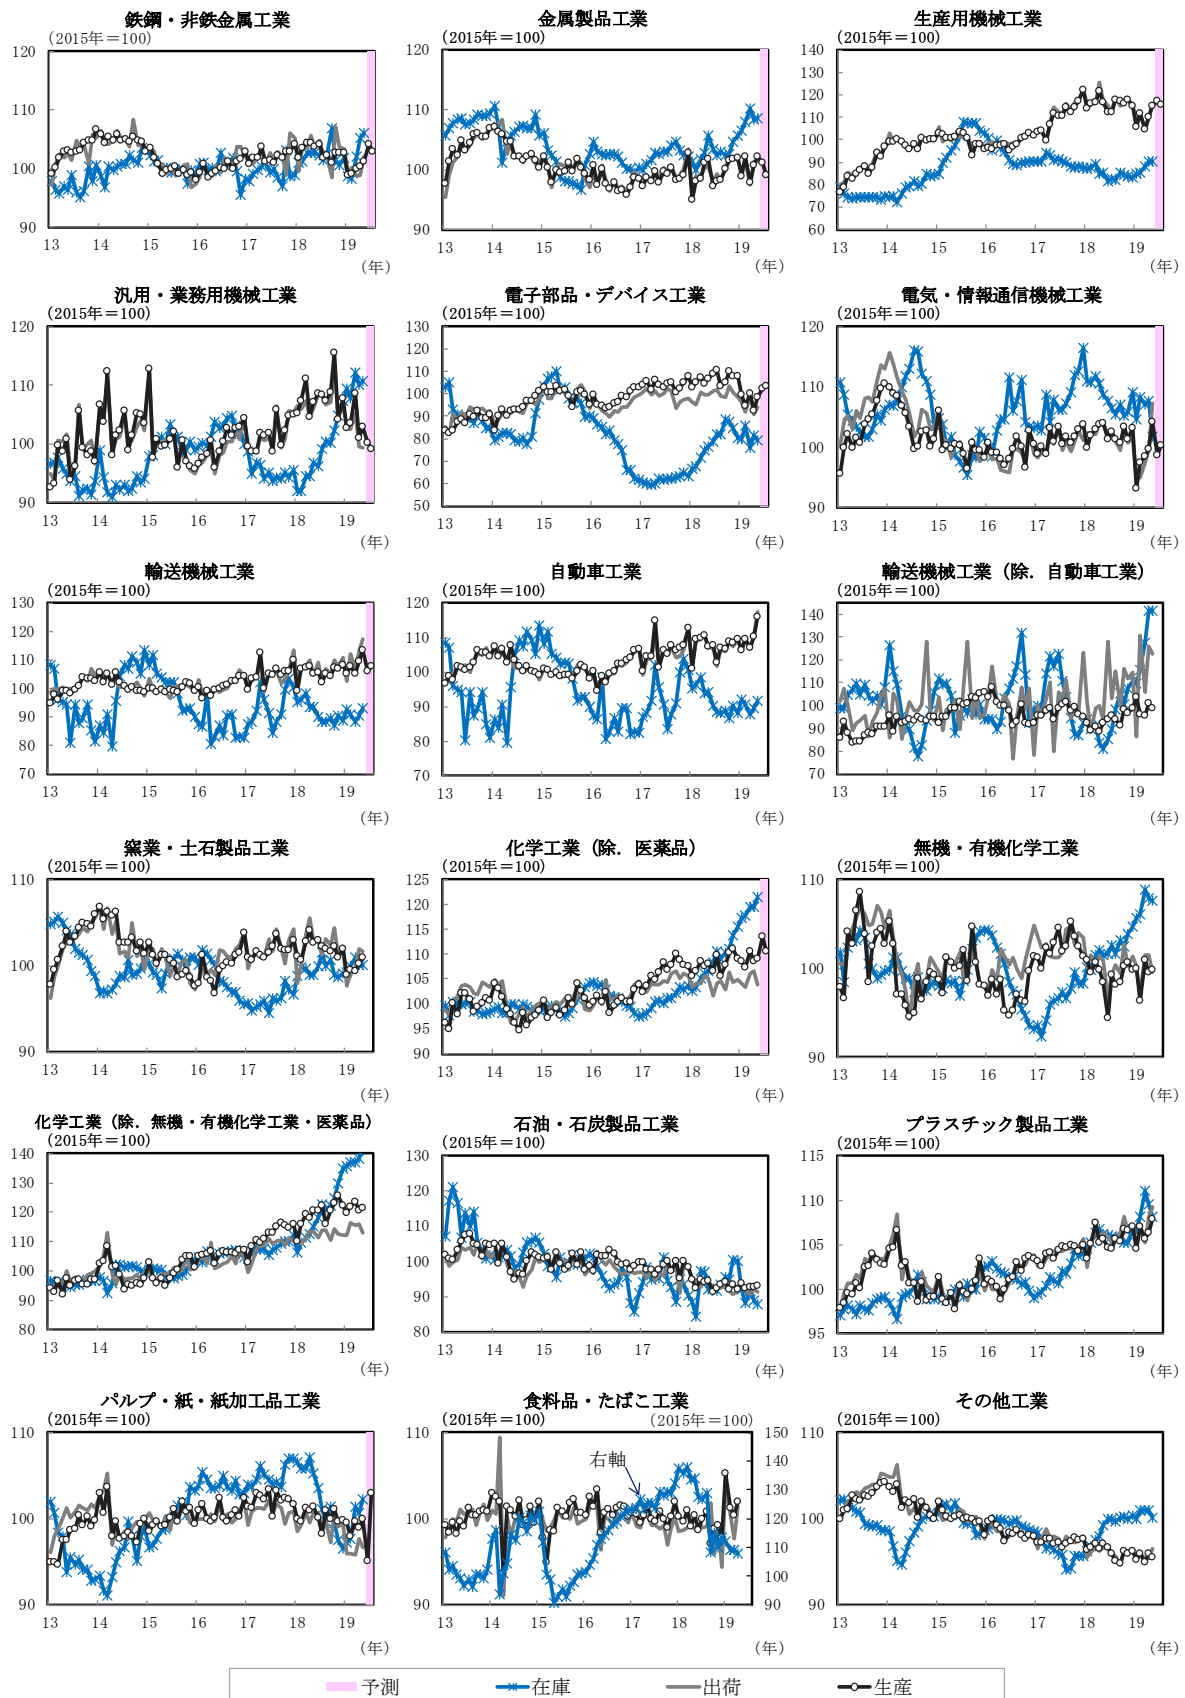 鉄鋼・非鉄金属工業
(2015年＝100)
120
110
100
90
13 14 15 16 17 18 19
(年)
金属製品工業
(2015年＝100)
120
110
100
90
13 14 15 16 17 18 19
(年)
生産用機械工業
(2015年＝100)
140
130
120
110
100
90
80
70
60
13 14 15 16 17 18 19
(年)
汎用・業務用機械工業
(2015年＝100)
120
110
100
90
13 14 15 16 17 18 19
(年)
電子部品・デバイス工業
(2015年＝100)
130
120
110
100
90
80
70
60
50
13 14 15 16 17 18 19
(年)
電気・情報通信機械工業
(2015年＝100)
120
110
100
90
13 14 15 16 17 18 19
(年)
輸送機械工業
(2015年＝100)
130
120
110
100
90
80
70
13 14 15 16 17 18 19
(年)
自動車工業
(2015年＝100)
120
110
100
90
80
70
13 14 15 16 17 18 19
(年)
輸送機械工業（除．自動車工業）
(2015年＝100)
140
130
120
110
100
90
80
70
13 14 15 16 17 18 19
(年)
窯業・土石製品工業
(2015年＝100)
110
100
90
13 14 15 16 17 18 19
(年)
化学工業（除．医薬品）
(2015年＝100)
125
120
115
110
105
100
95
90
13 14 15 16 17 18 19
(年)
無機・有機化学工業
(2015年＝100)
110
100
90
13 14 15 16 17 18 19
(年)
化学工業（除．無機・有機化学工業・医薬品）
(2015年＝100)
140
130
120
110
100
90
80
13 14 15 16 17 18 19
(年)
石油・石炭製品工業
(2015年＝100)
130
120
110
100
90
80
13 14 15 16 17 18 19
(年)
プラスチック製品工業
(2015年＝100)
115
110
105
100
95
13 14 15 16 17 18 19
(年)
パルプ・紙・紙加工品工業
(2015年＝100)
110
100
90
13 14 15 16 17 18 19
(年)
食料品・たばこ工業
(2015年＝100) (2015年＝100)
110
100
90
右軸
150
140
130
120
110
100
90
13 14 15 16 17 18 19
(年)
その他工業
(2015年＝100)
110
100
90
13 14 15 16 17 18 19
(年)
予測 在庫 出荷 生産